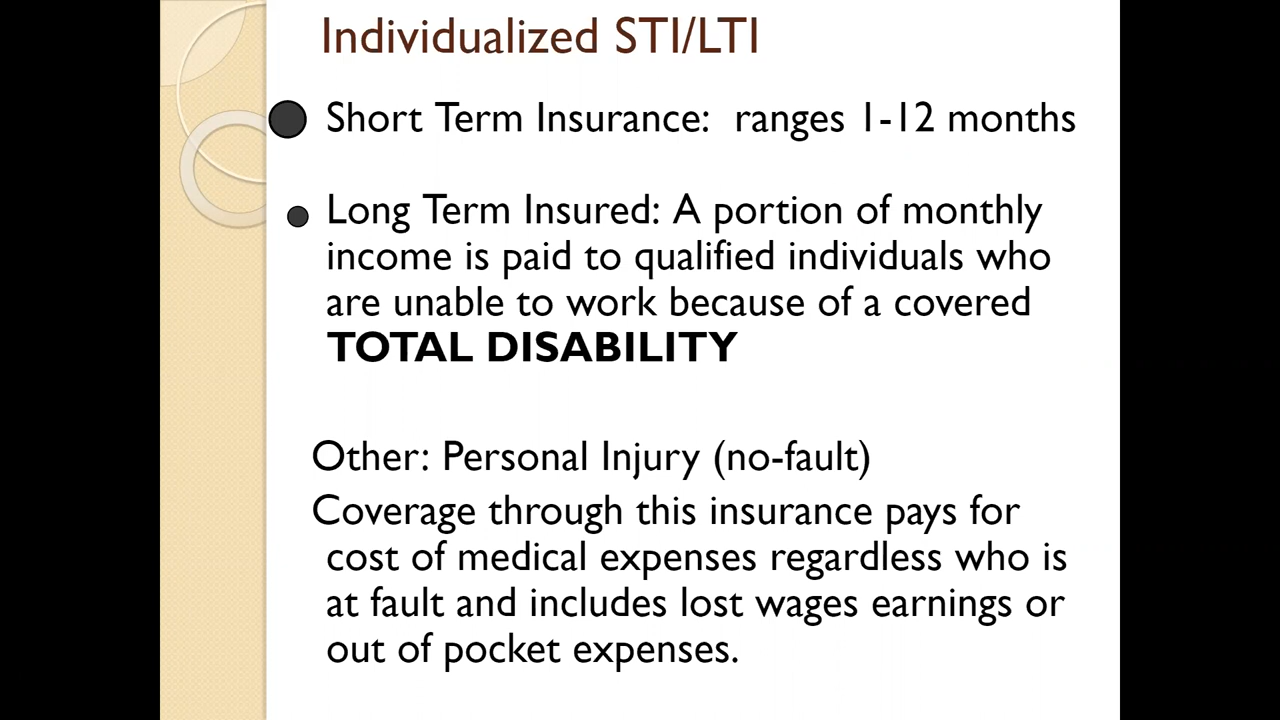 Individualized STI/LTI
Short Term Insurance:  ranges 1-12 months
Long Term Insured: A portion of monthly
income is paid to qualified individuals who
are unable to work because of a covered
TOTAL DISABILITY
Other: Personal Injury (no-fault)
Coverage through this insurance pays for
cost of medical expenses regardless who is
at fault and includes lost wages earnings or
out of pocket expenses.